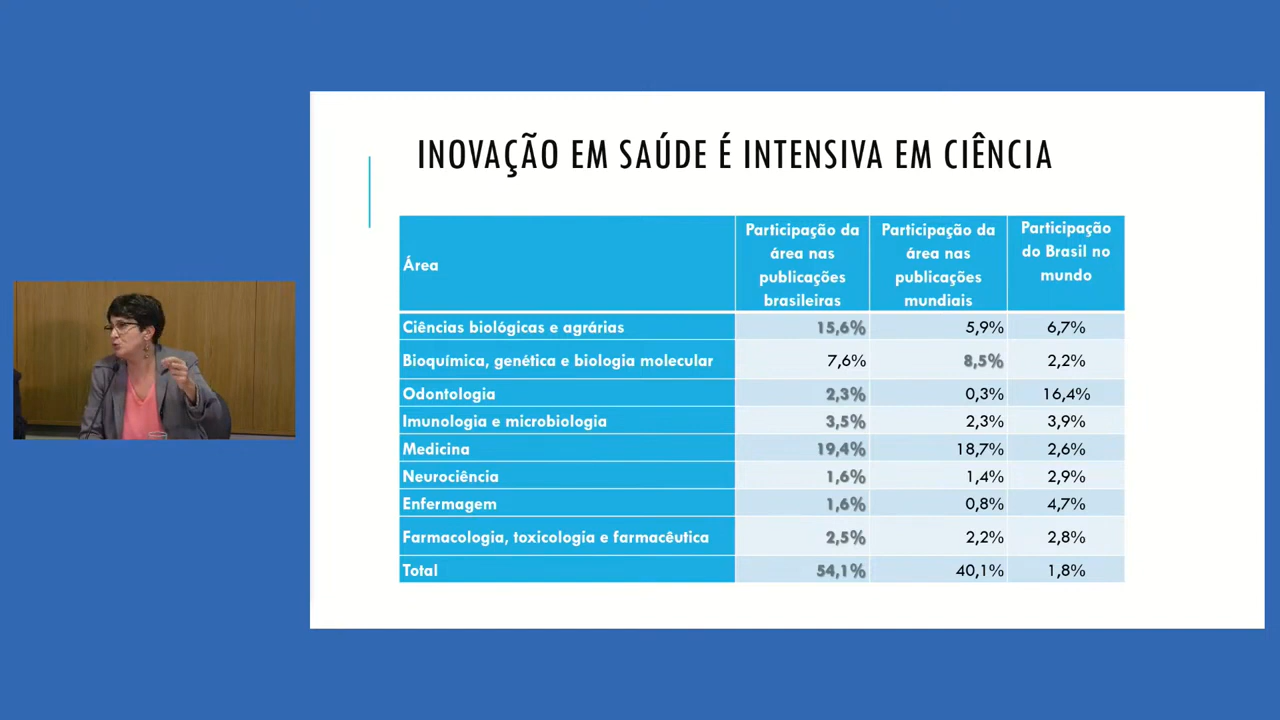 INOVAÇÃO EM SAÚDE É INTENSIVA EM CIÊNCIA
Área
Participação da
área nas
publicações
brasileiras
Participação da
área nas
publicações
mundiais
Participação
do Brasil no
mundo
Ciências biológicas e agrárias 15,6% 5,9% 6,7%
Bioquímica, genética e biologia molecular 7,6% 8,5% 2,2%
Odontologia 2,3% 0,3% 16,4%
Imunologia e microbiologia 3,5% 2,3% 3,9%
Medicina 19,4% 18,7% 2,6%
Neurociência 1,6% 1,4% 2,9%
Enfermagem 1,6% 0,8% 4,7%
Farmacologia, toxicologia e farmacêutica 2,5% 2,2% 2,8%
Total 54,1% 40,1% 1,8%